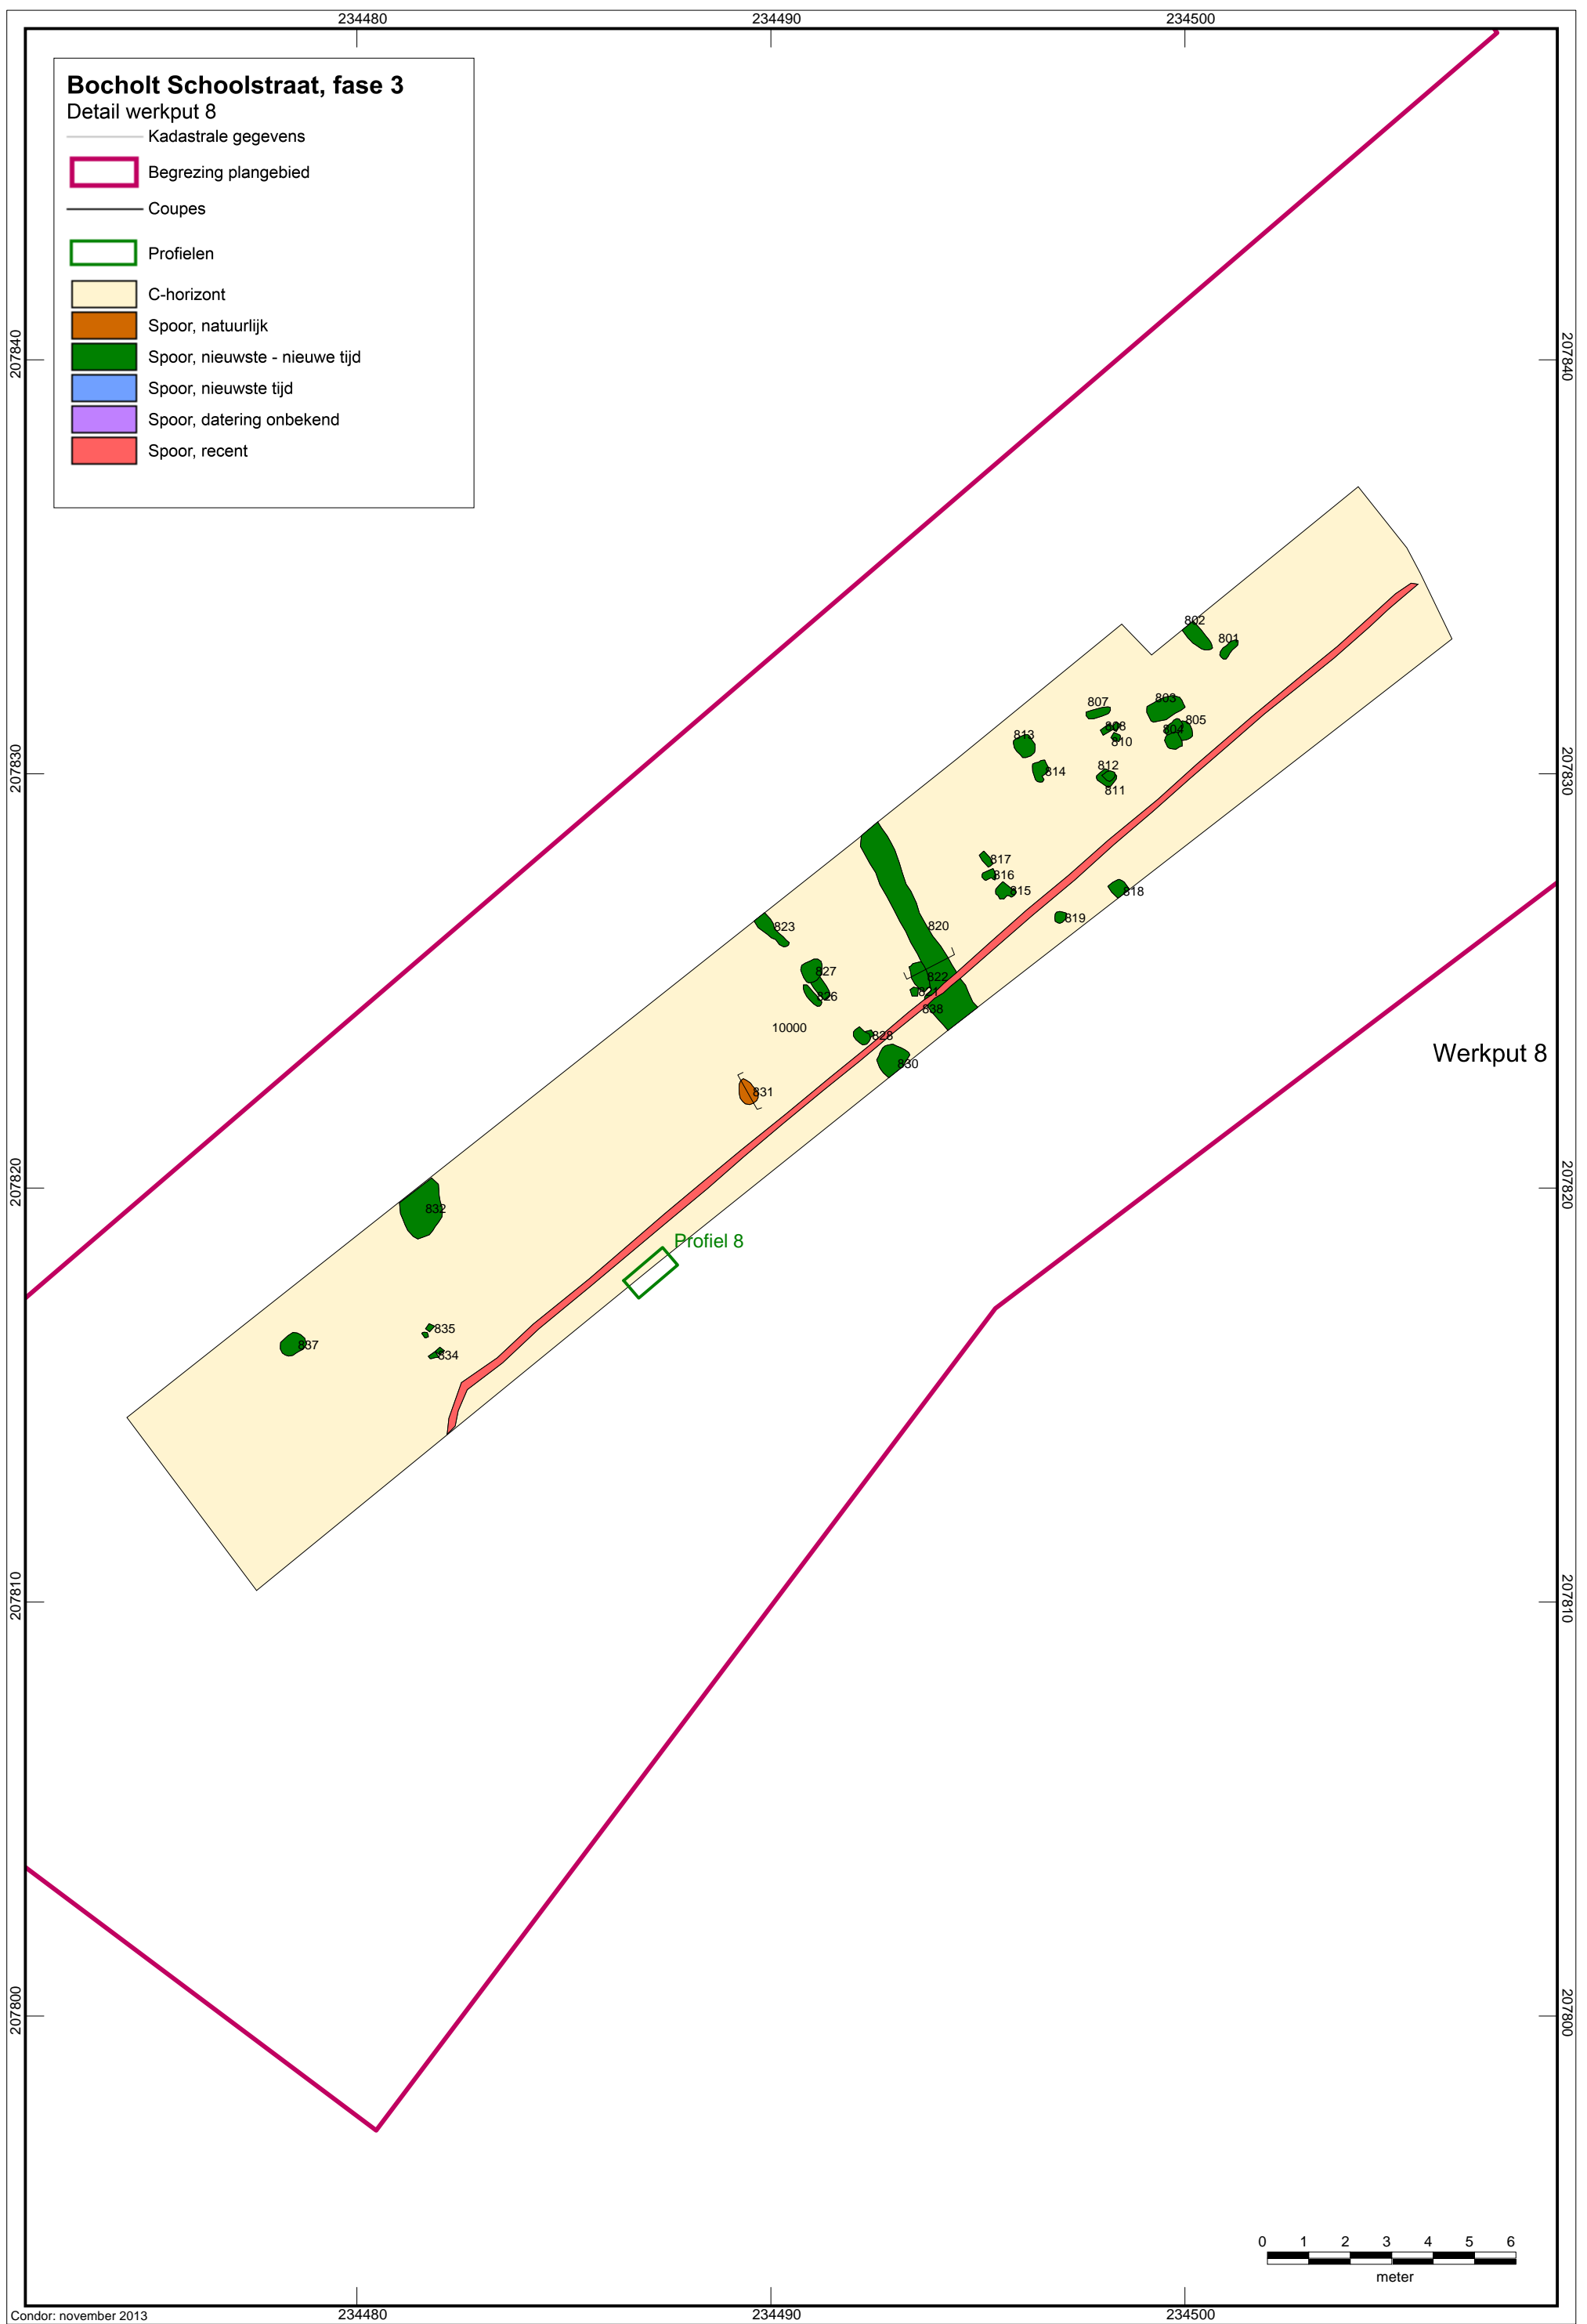 234480
234490
234500
Bocholt Schoolstraat, fase 3
Detail werkput 8
Kadastrale gegevens
Begrezing plangebied
Coupes
Profielen
C-horizont
Spoor, natuurlijk
Spoor, nieuwste - nieuwe tijd
Spoor, nieuwste tijd
Spoor, datering onbekend
Spoor, recent
207840
207840
802
801
807
803
808
805
804
813
810
812
814
811
207830
207830
817
816
815
818
819
823
820
827
822
826
821
838
10000
828
830
831
Werkput 8
207820
207820
832
Profiel 8
835
837
834
207810
207810
207800
207800
0 1 2 3 4 5 6
meter
234480
234490
234500
Condor: november 2013